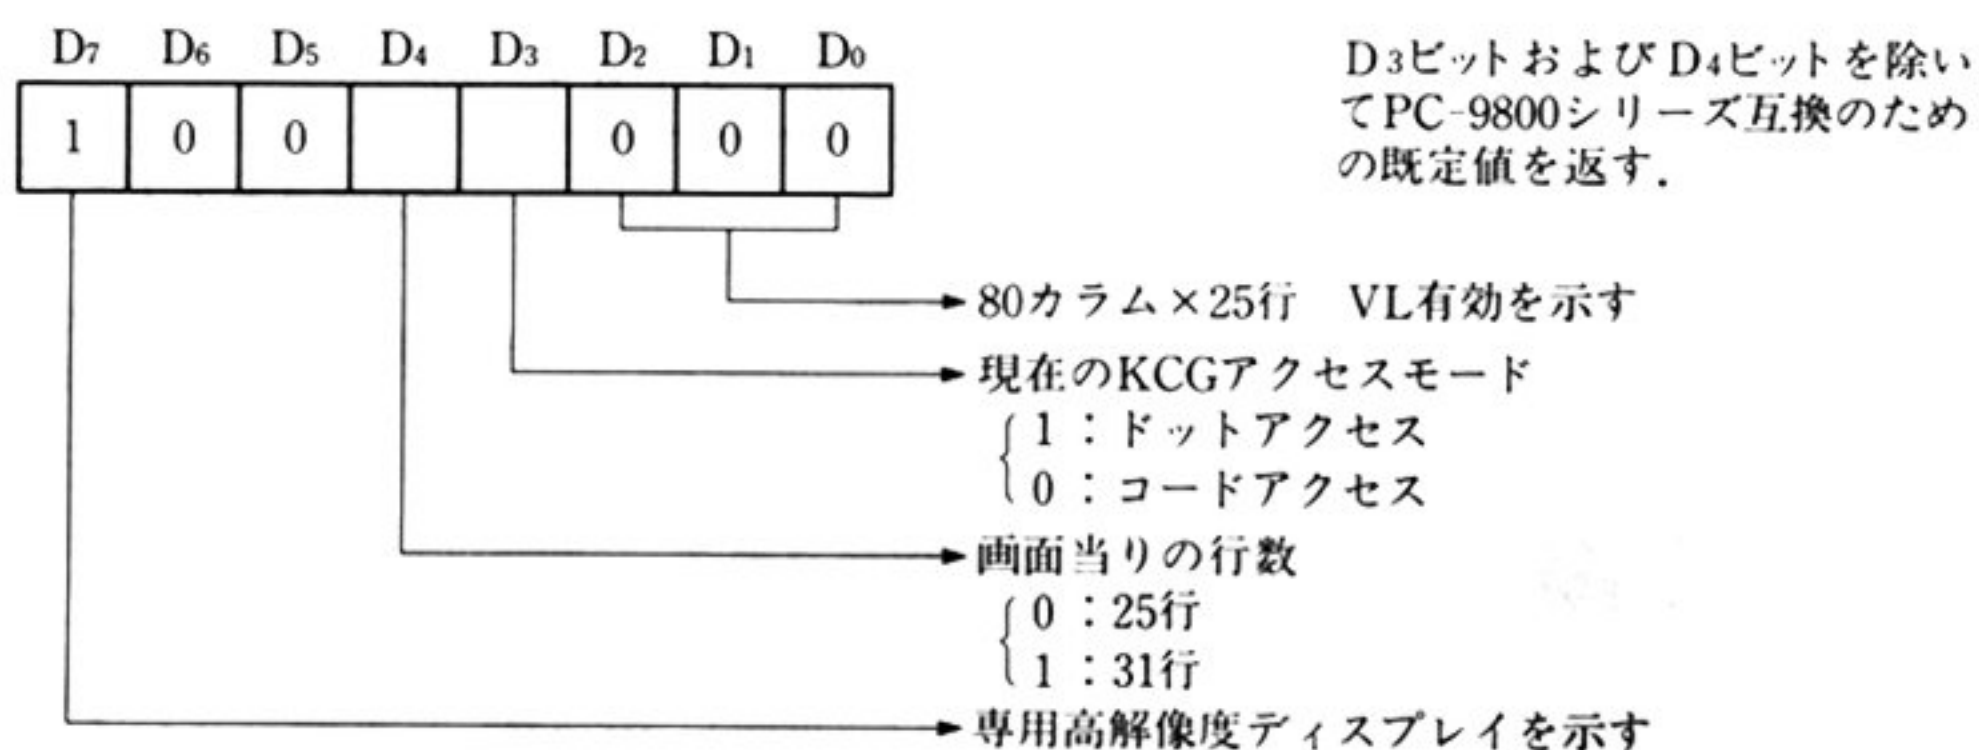 D7 D6 D5 D4 D3 D2 D1 D0
1 0 0 0 0 0
D3ビットおよびD4ビットを除い
てPC-9800シリーズ互換のため
の既定値を返す.
80カラム×25行 VL有効を示す
現在のKCGアクセスモード
1:ドットアクセス
0:コードアクセス
画面当りの行数
0:25行
1:31行
専用高解像度ディスプレイを示す